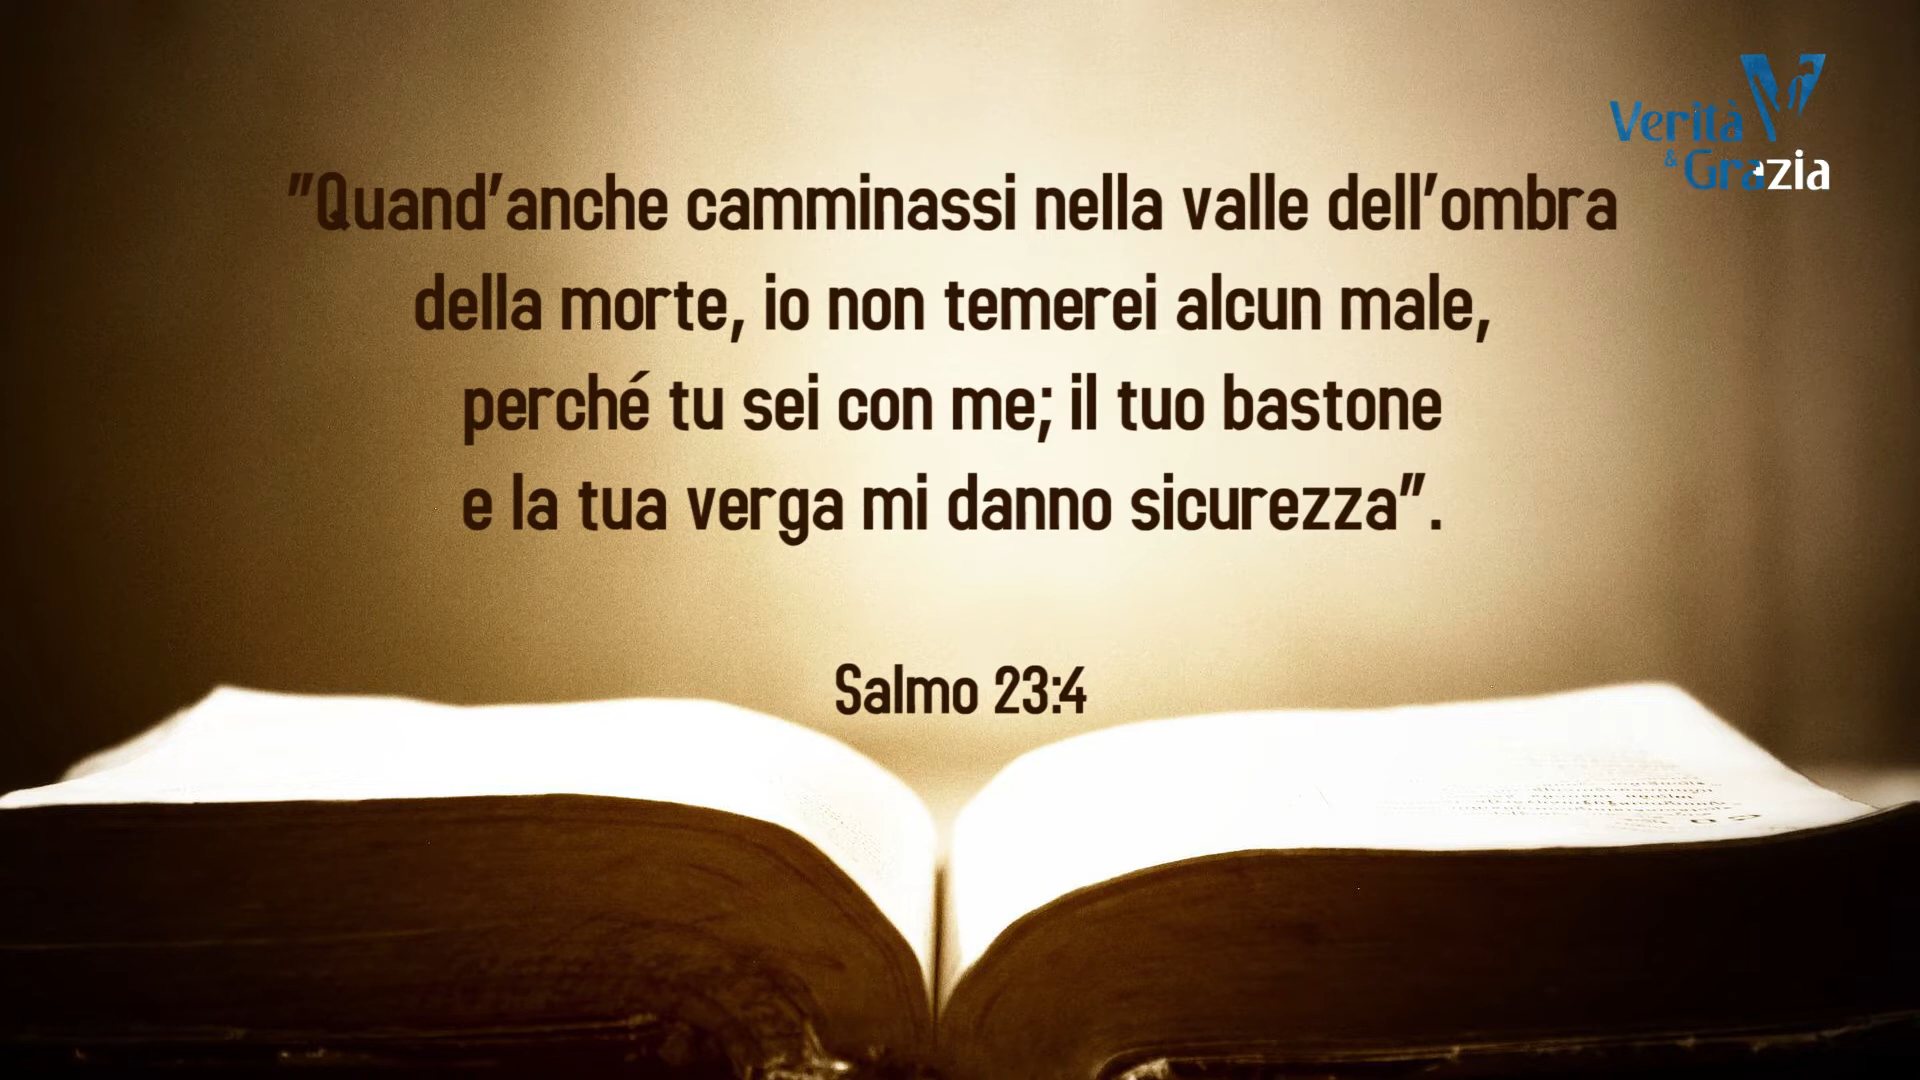 Verità
& Grazia
"Quand'anche camminassi nella valle dell'ombra
della morte, io non temerei alcun male,
perché tu sei con me; il tuo bastone
e la tua verga mi danno sicurezza".
Salmo 23:4